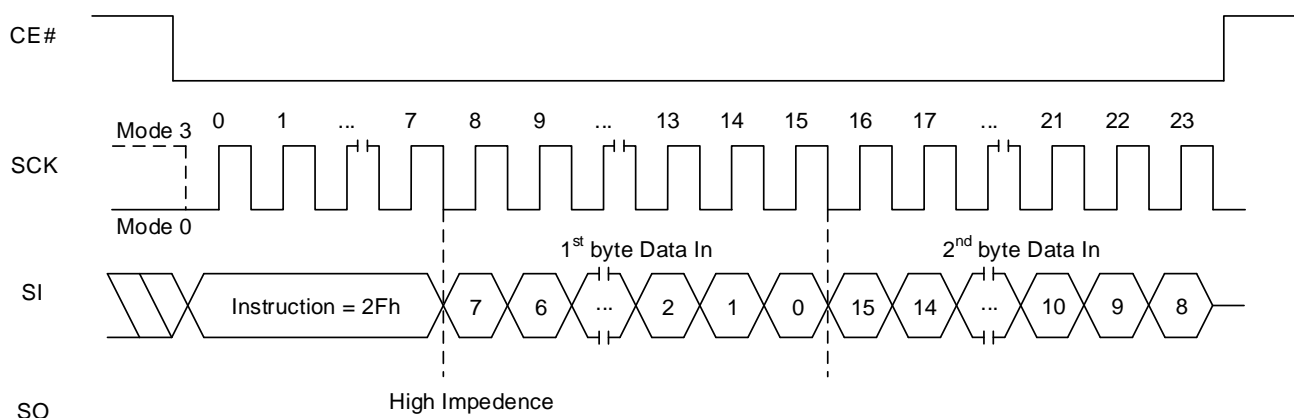 CE#
0 1 ... 7 8 9 ... 13 14 15 16 17 ... 21 22 23
Mode 3
SCK
Mode 0
1st byte Data In 2nd byte Data In
SI Instruction = 2Fh 7 6 ... 2 1 0 15 14 ... 10 9 8
High Impedence
SO